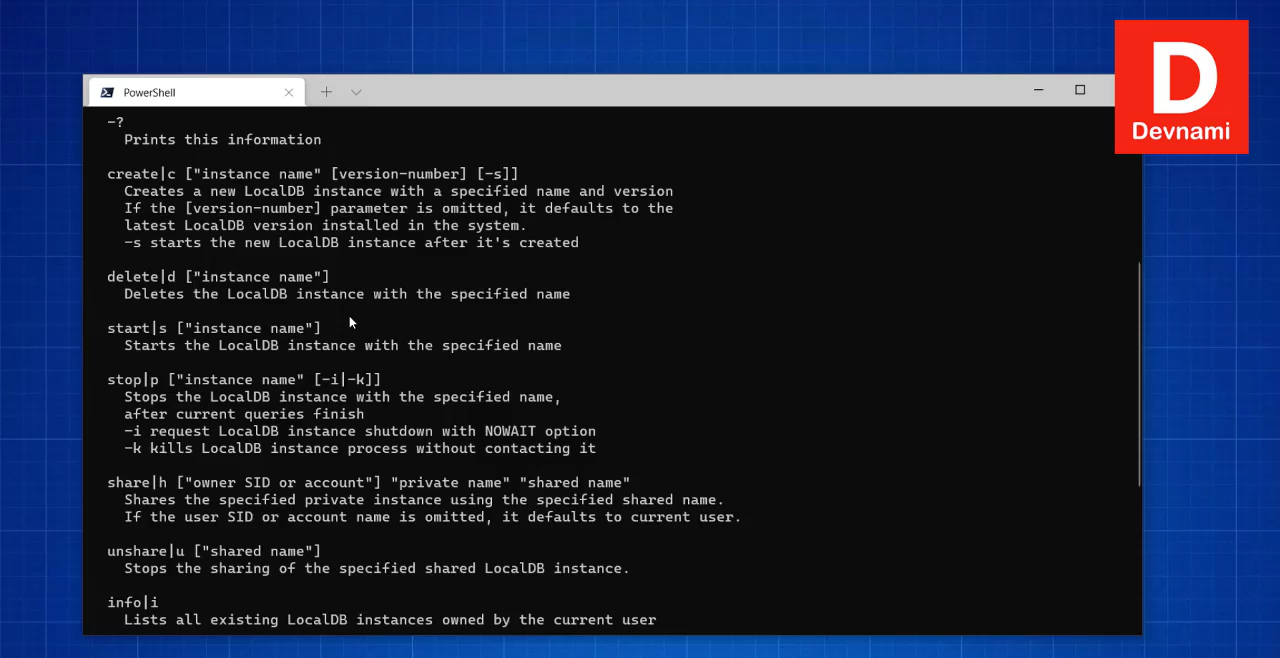 D
Devnami
PowerShell
-?
Prints this information
create|c ["instance name" [version-number] [-s]]
Creates a new LocalDB instance with a specified name and version
If the [version-number] parameter is omitted, it defaults to the
latest LocalDB version installed in the system.
-s starts the new LocalDB instance after it's created
delete|d ["instance name"]
Deletes the LocalDB instance with the specified name
start|s ["instance name"]
Starts the LocalDB instance with the specified name
stop|p ["instance name" [-i|-k]]
Stops the LocalDB instance with the specified name,
after current queries finish
-i request LocalDB instance shutdown with NOWAIT option
-k kills LocalDB instance process without contacting it
share|h ["owner SID or account"] "private name" "shared name"
Shares the specified private instance using the specified shared name.
If the user SID or account name is omitted, it defaults to current user.
unshare|u ["shared name"]
Stops the sharing of the specified shared LocalDB instance.
info|i
Lists all existing LocalDB instances owned by the current user